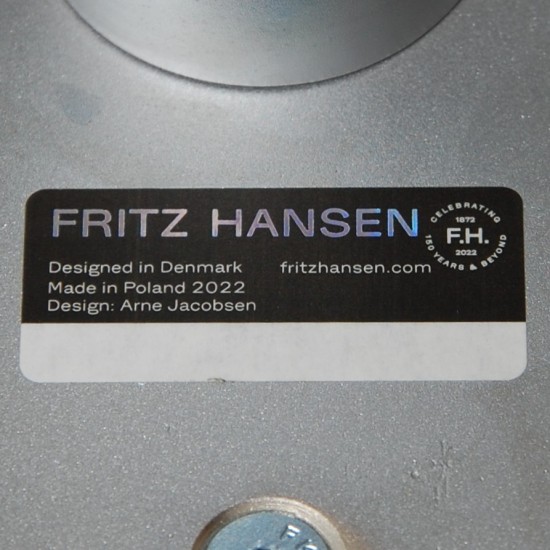 FRITZ HANSEN
Designed in Denmark
fritzhansen.com
Made in Poland 2022
Design: Arne Jacobsen
CELEBRATING
1872
F.H.
2022
150 YEARS & BEYOND